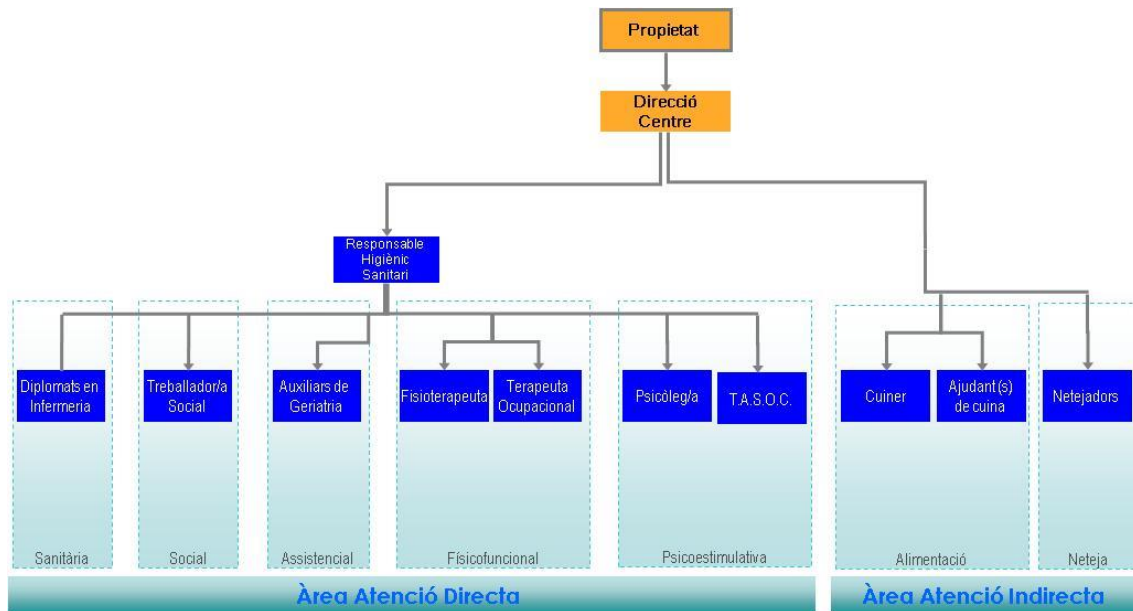 Propietat
Direcció
Centre
Responsable
Higiènic
Sanitari
Diplomats en
Infermeria
Treballador/a
Social
Auxiliars de
Geriatria
Fisioterapeuta
Terapeuta
Ocupacional
Psicòleg/a
T.A.S.O.C.
Cuiner
Ajudant(s)
de cuina
Netejadors
Sanitària
Social
Assistencial
Físicofuncional
Psicoestimulativa
Alimentació
Neteja
Àrea Atenció Directa
Àrea Atenció Indirecta